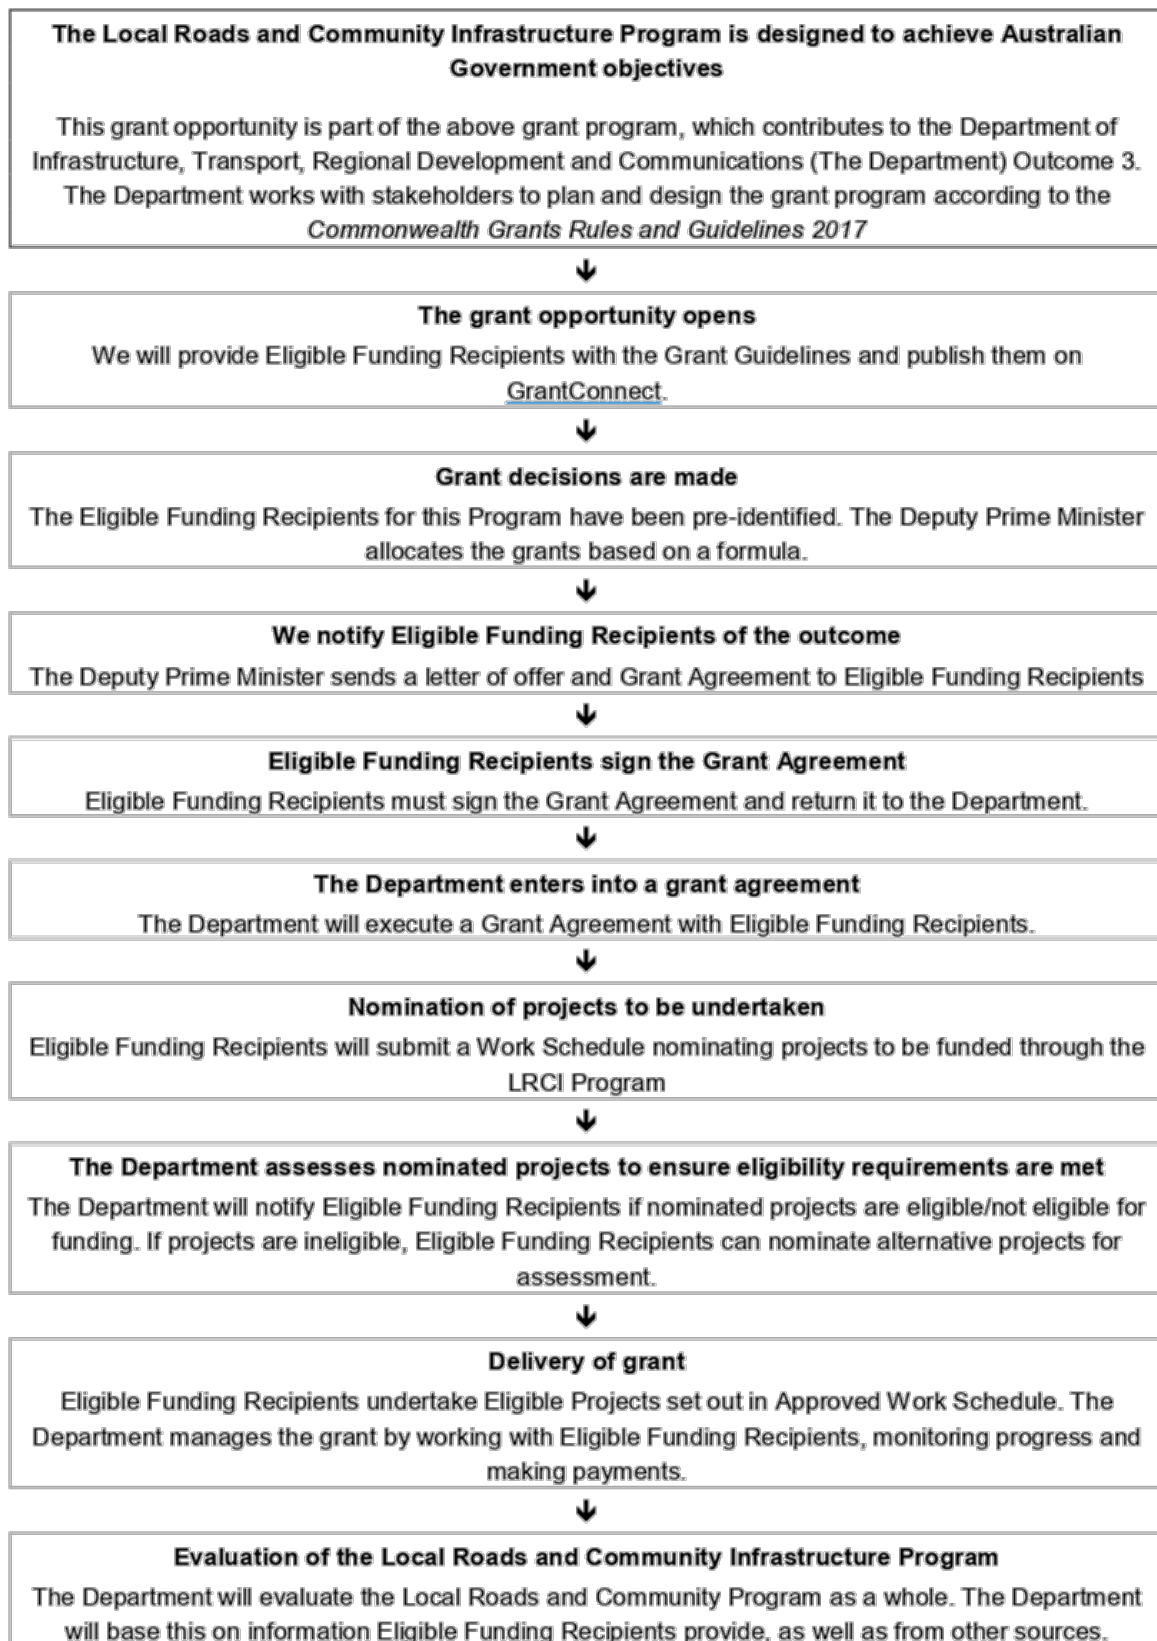 The Local Roads and Community Infrastructure Program is designed to achieve Australian
Government objectives
This grant opportunity is part of the above grant program, which contributes to the Department of
Infrastructure, Transport, Regional Development and Communications (The Department) Outcome 3.
The Department works with stakeholders to plan and design the grant program according to the
Commonwealth Grants Rules and Guidelines 2017
The grant opportunity opens
We will provide Eligible Funding Recipients with the Grant Guidelines and publish them on
GrantConnect.
Grant decisions are made
The Eligible Funding Recipients for this Program have been pre-identified. The Deputy Prime Minister
allocates the grants based on a formula.
We notify Eligible Funding Recipients of the outcome
The Deputy Prime Minister sends a letter of offer and Grant Agreement to Eligible Funding Recipients
Eligible Funding Recipients sign the Grant Agreement
Eligible Funding Recipients must sign the Grant Agreement and return it to the Department.
The Department enters into a grant agreement
The Department will execute a Grant Agreement with Eligible Funding Recipients.
Nomination of projects to be undertaken
Eligible Funding Recipients will submit a Work Schedule nominating projects to be funded through the
LRCI Program
The Department assesses nominated projects to ensure eligibility requirements are met
The Department will notify Eligible Funding Recipients if nominated projects are eligible/not eligible for
funding. If projects are ineligible, Eligible Funding Recipients can nominate alternative projects for
assessment.
Delivery of grant
Eligible Funding Recipients undertake Eligible Projects set out in Approved Work Schedule. The
Department manages the grant by working with Eligible Funding Recipients, monitoring progress and
making payments.
Evaluation of the Local Roads and Community Infrastructure Program
The Department will evaluate the Local Roads and Community Program as a whole. The Department
will base this on information Eligible Funding Recipients provide, as well as from other sources.